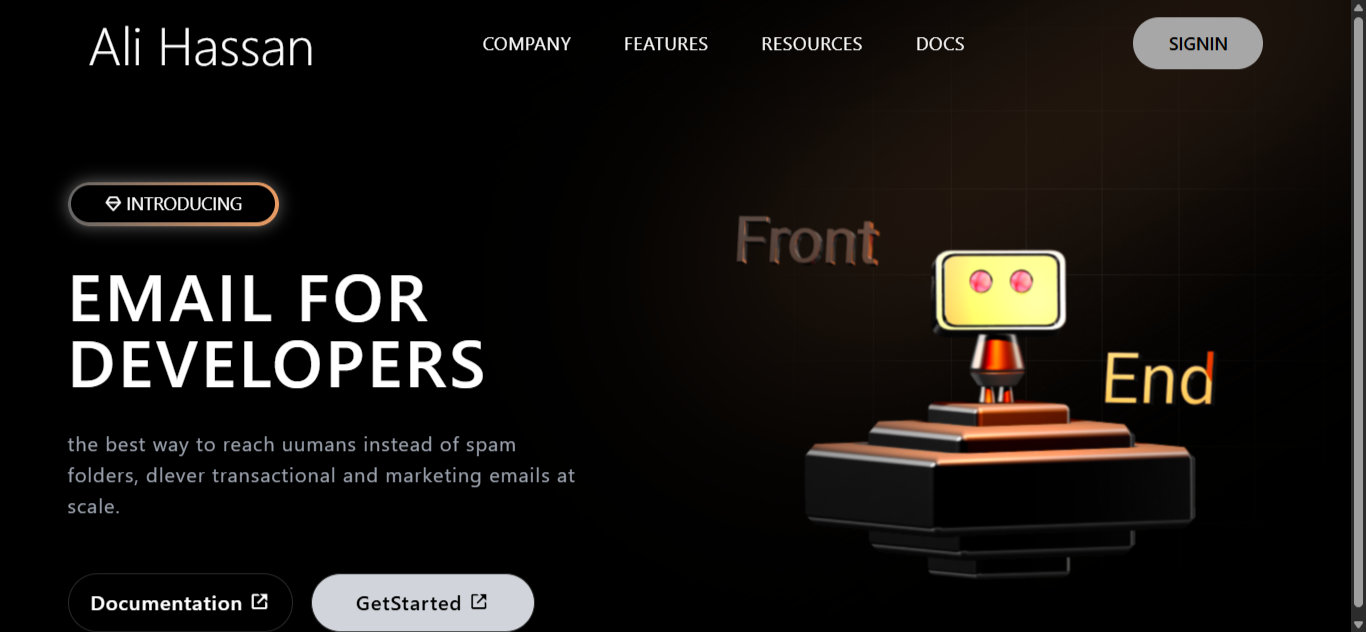 Ali Hassan
COMPANY FEATURES RESOURCES DOCS
SIGNIN
INTRODUCING
EMAIL FOR
DEVELOPERS
the best way to reach uumans instead of spam
folders, dlever transactional and marketing emails at
scale.
Documentation
GetStarted
Front
End